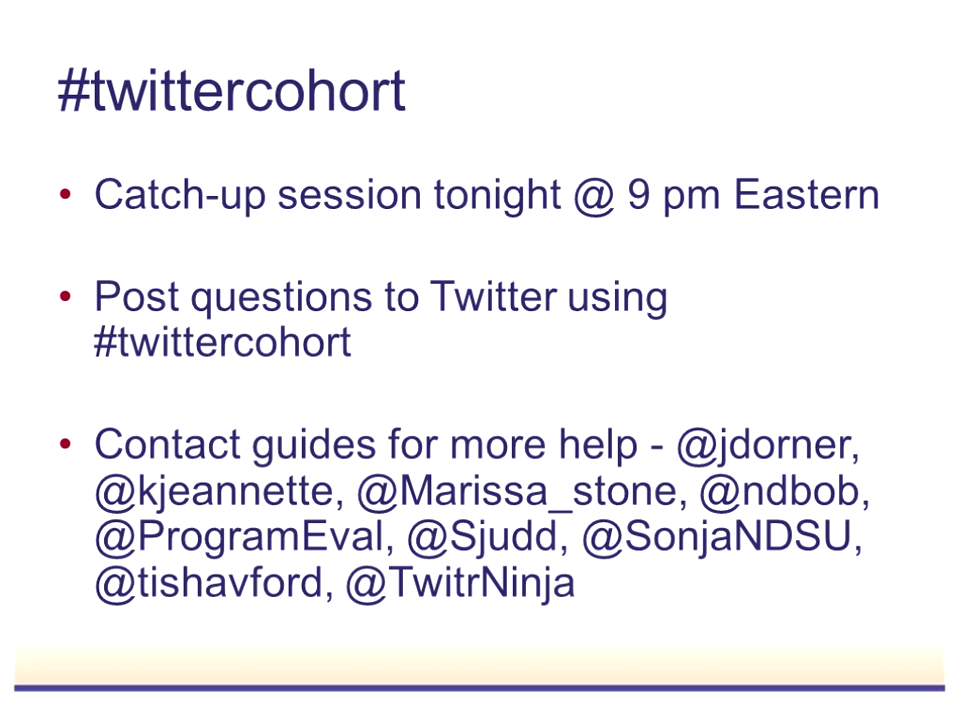 #twittercohort
• Catch-up session tonight @ 9 pm Eastern
• Post questions to Twitter using
#twittercohort
• Contact guides for more help - @jdorner,
@kjeannette, @Marissa_stone, @ndbob,
@ProgramEval, @Sjudd, @SonjaNDSU,
@tishavford, @TwitrNinja